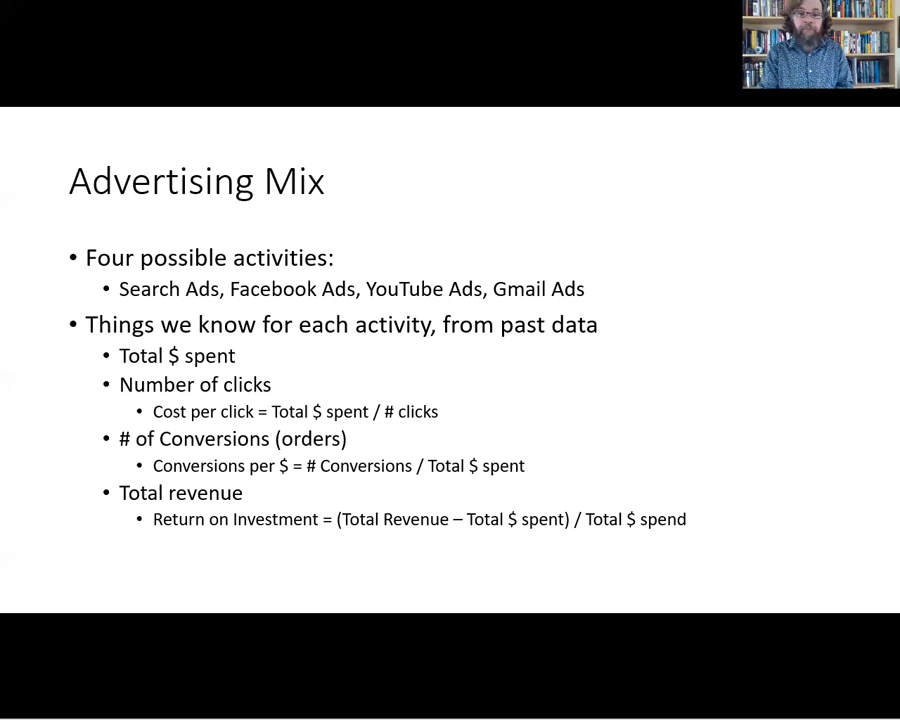 Advertising Mix
• Four possible activities:
• Search Ads, Facebook Ads, YouTube Ads, Gmail Ads
• Things we know for each activity, from past data
• Total $ spent
• Number of clicks
• Cost per click = Total $ spent / # clicks
• # of Conversions (orders)
• Conversions per $ = # Conversions / Total $ spent
• Total revenue
• Return on Investment = (Total Revenue – Total $ spent) / Total $ spend